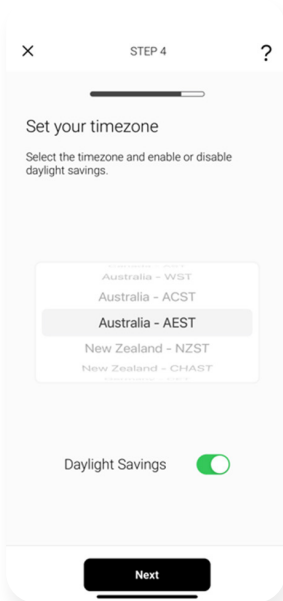 STEP 4
?
Set your timezone
Select the timezone and enable or disable
daylight savings.
Australia - WST
Australia - ACST
Australia - AEST
New Zealand - NZST
New Zealand - CHAST
Daylight Savings
Next